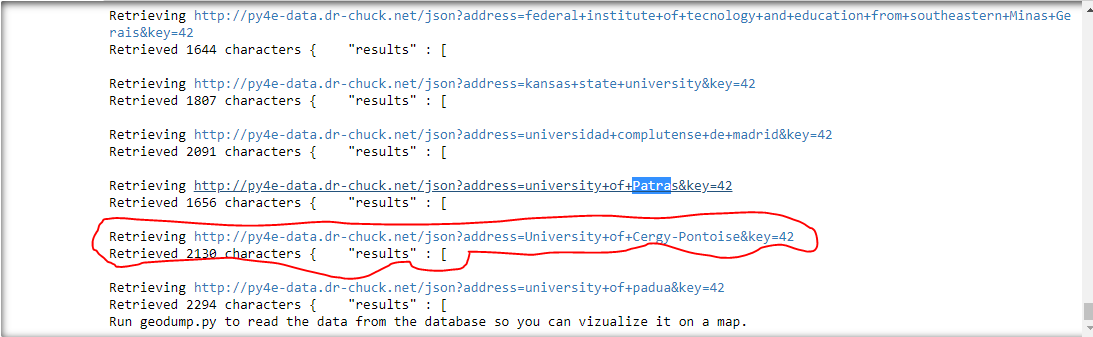 Retrieving http://py4e-data.dr-chuck.net/json?address=federal+institute+of+tecnology+and+education+from+southeastern+Minas+Ge
rais&key=42
Retrieved 1644 characters {    "results" : [
Retrieving http://py4e-data.dr-chuck.net/json?address=kansas+state+university&key=42
Retrieved 1807 characters {    "results" : [
Retrieving http://py4e-data.dr-chuck.net/json?address=universidad+complutense+de+madrid&key=42
Retrieved 2091 characters {    "results" : [
Retrieving http://py4e-data.dr-chuck.net/json?address=university+of+Patras&key=42
Retrieved 1656 characters {    "results" : [
Retrieving http://py4e-data.dr-chuck.net/json?address=University+of+Cergy-Pontoise&key=42
Retrieved 2130 characters {    "results" : [
Retrieving http://py4e-data.dr-chuck.net/json?address=university+of+padua&key=42
Retrieved 2294 characters {    "results" : [
Run geodump.py to read the data from the database so you can vizualize it on a map.